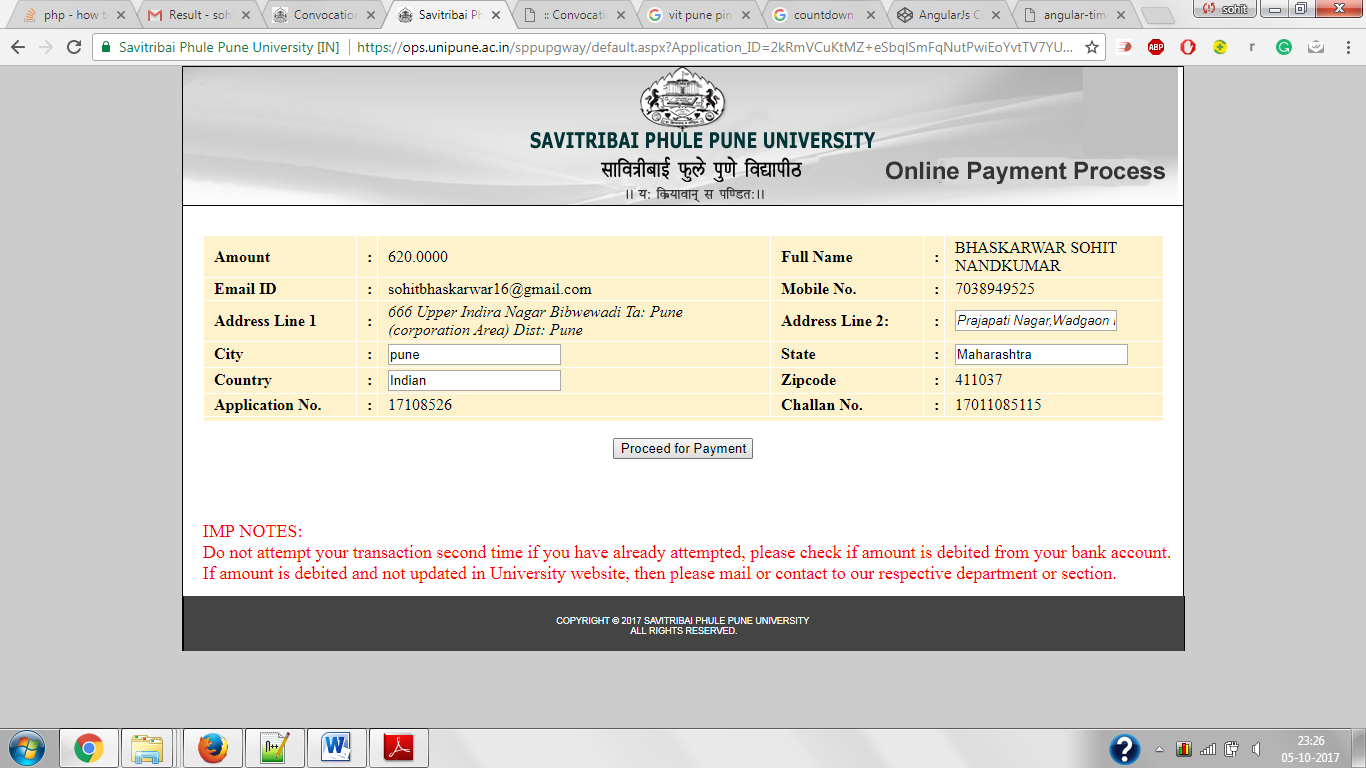 php - how t
Result - soh
Convocation
Savitribai Ph
:: Convocati
vit pune pin
countdown
AngularJs C
angular-tim
sohit
Savitribai Phule Pune University [IN] https://ops.unipune.ac.in/sppupgway/default.aspx?Application_ID=2kRmVCuKtMZ+eSbqlSmFqNutPwiEoYvtTV7YU...
ABP
SAVITRIBAI PHULE PUNE UNIVERSITY
सावित्रीबाई फुले पुणे विद्यापीठ
Online Payment Process
।। य: क्रियावान् स पण्डित:।।
Amount : 620.0000 Full Name : BHASKARWAR SOHIT
NANDKUMAR
Email ID : sohitbhaskarwar16@gmail.com Mobile No. : 7038949525
Address Line 1 : 666 Upper Indira Nagar Bibwewadi Ta: Pune
(corporation Area) Dist: Pune
Address Line 2: : Prajapati Nagar,Wadgaon
City : pune State : Maharashtra
Country : Indian Zipcode : 411037
Application No. : 17108526 Challan No. : 17011085115
Proceed for Payment
IMP NOTES:
Do not attempt your transaction second time if you have already attempted, please check if amount is debited from your bank account.
If amount is debited and not updated in University website, then please mail or contact to our respective department or section.
COPYRIGHT © 2017 SAVITRIBAI PHULE PUNE UNIVERSITY
ALL RIGHTS RESERVED.
23:26
05-10-2017